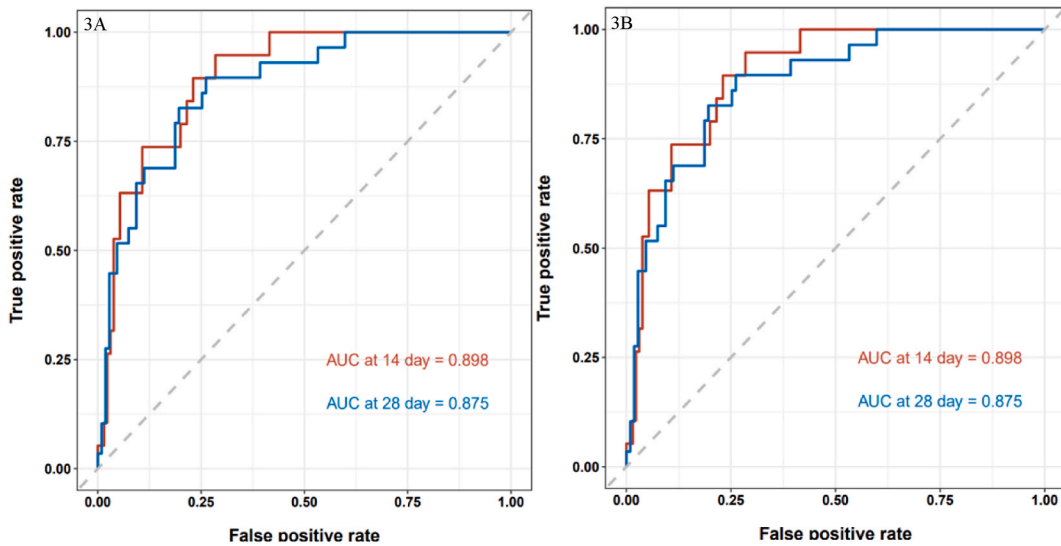 3A
1.00
0.75
0.50
0.25
0.00
True positive rate
AUC at 14 day = 0.898
AUC at 28 day = 0.875
0.00 0.25 0.50 0.75 1.00
False positive rate
3B
1.00
0.75
0.50
0.25
0.00
True positive rate
AUC at 14 day = 0.898
AUC at 28 day = 0.875
0.00 0.25 0.50 0.75 1.00
False positive rate